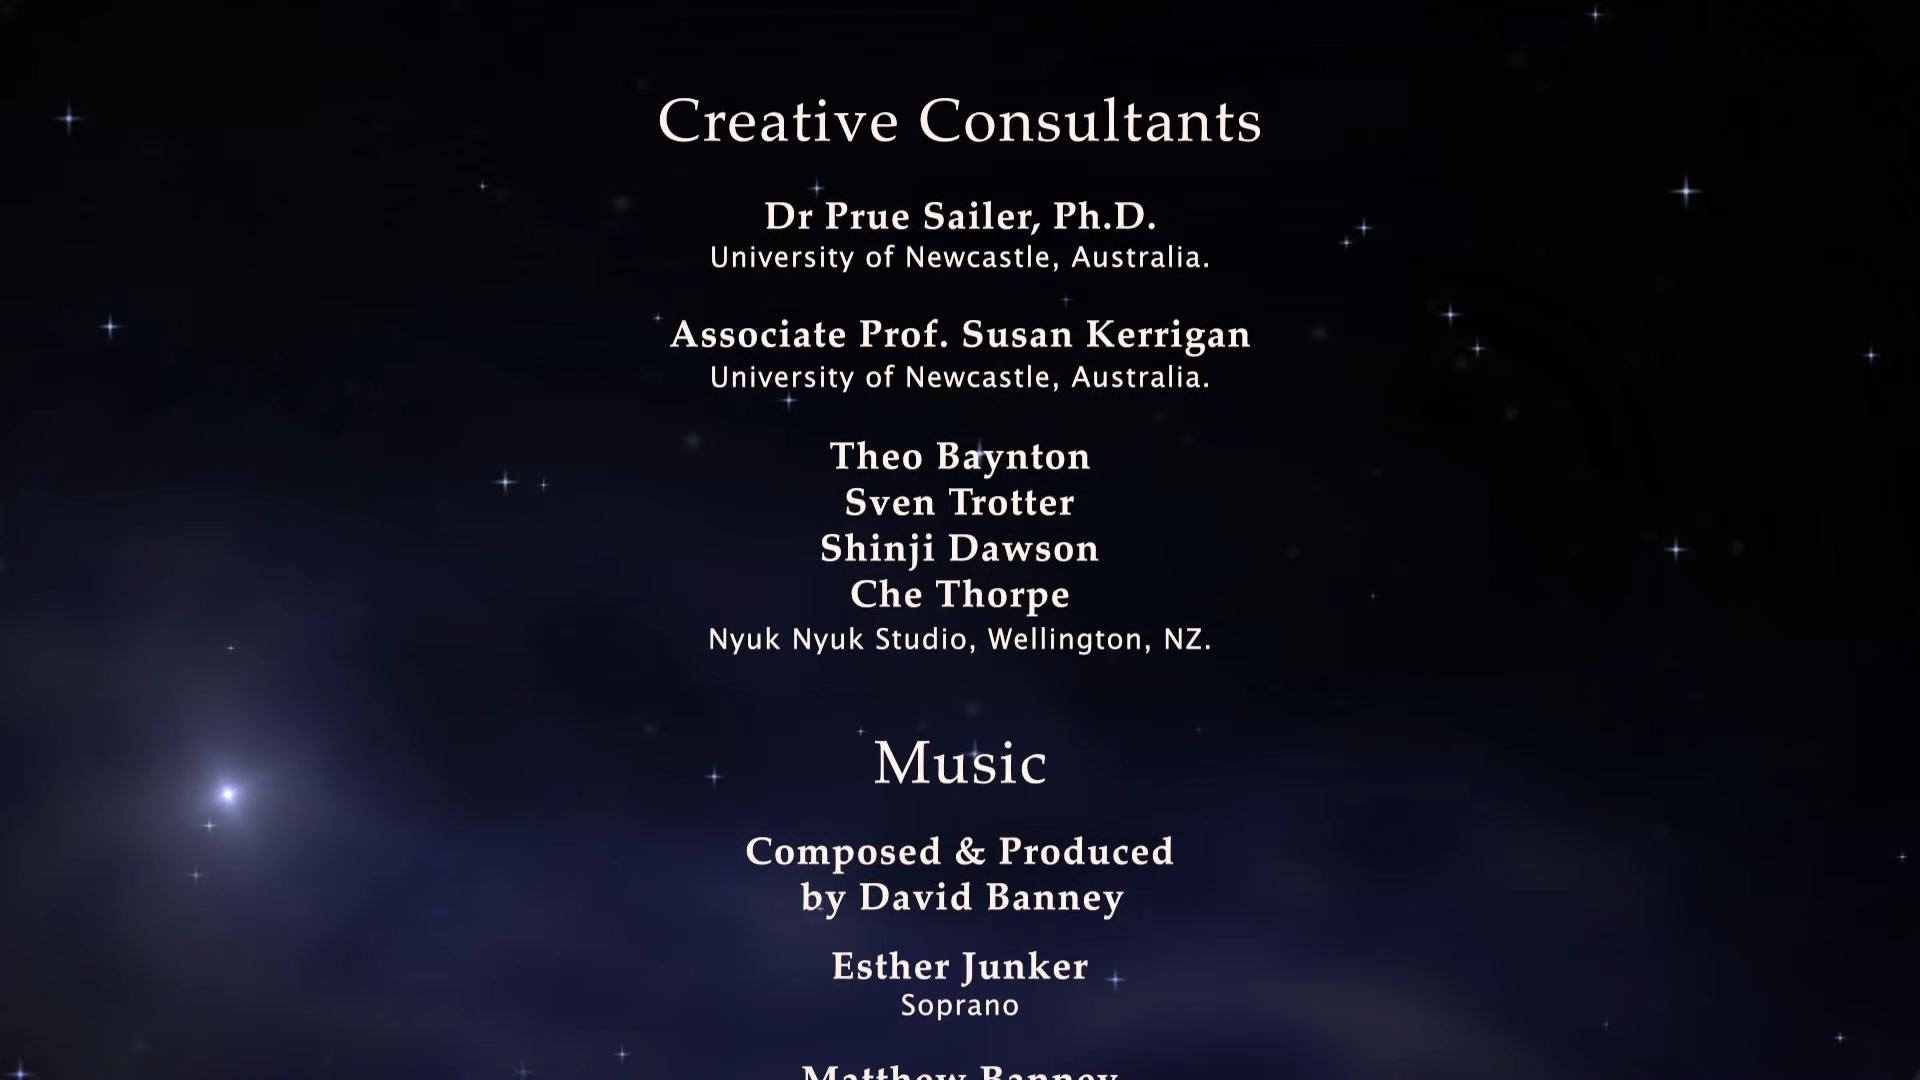 Creative Consultants
Dr Prue Sailer, Ph.D.
University of Newcastle, Australia.
Associate Prof. Susan Kerrigan
University of Newcastle, Australia.
Theo Baynton
Sven Trotter
Shinji Dawson
Che Thorpe
Nyuk Nyuk Studio, Wellington, NZ.
Music
Composed & Produced
by David Banney
Esther Junker
Soprano
Matthew Banney